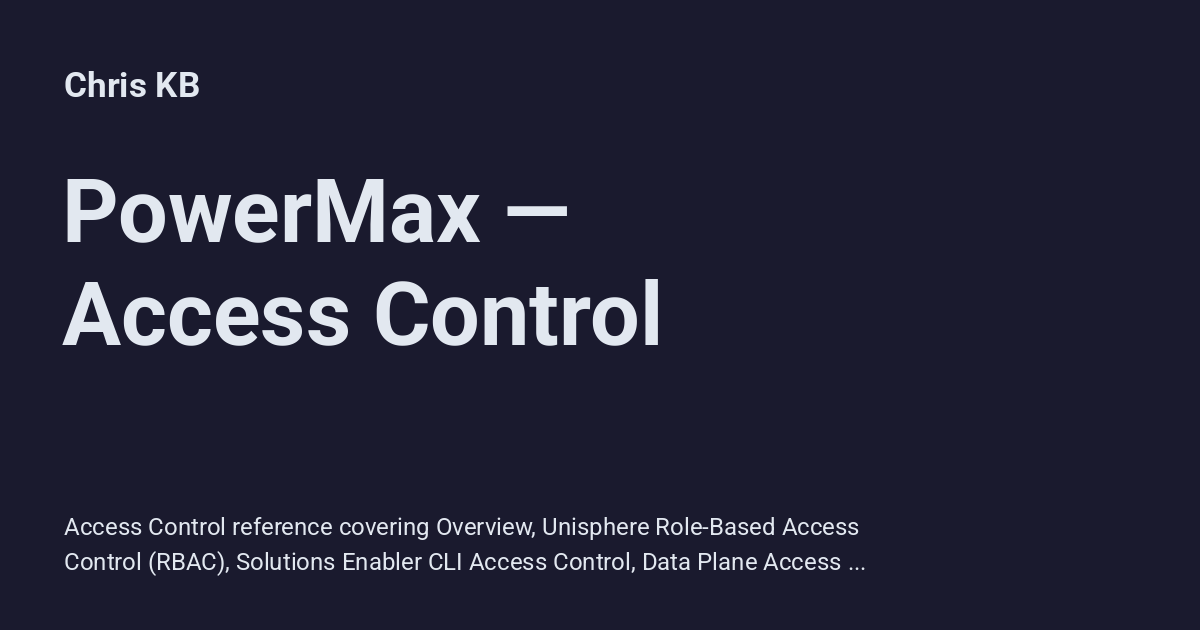 Chris KB
PowerMax —
Access Control
Access Control reference covering Overview, Unisphere Role-Based Access
Control (RBAC), Solutions Enabler CLI Access Control, Data Plane Access ...